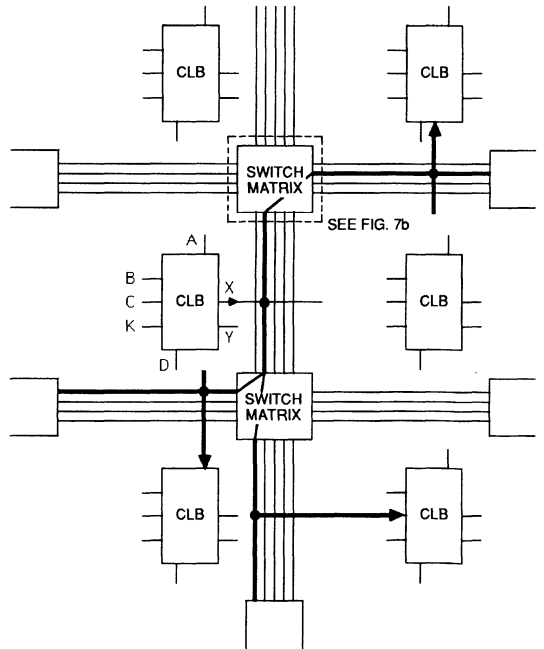 CLB
CLB
SWITCH
MATRIX
SEE FIG. 7b
A
B
C
K
D
CLB
X
Y
CLB
SWITCH
MATRIX
CLB
CLB